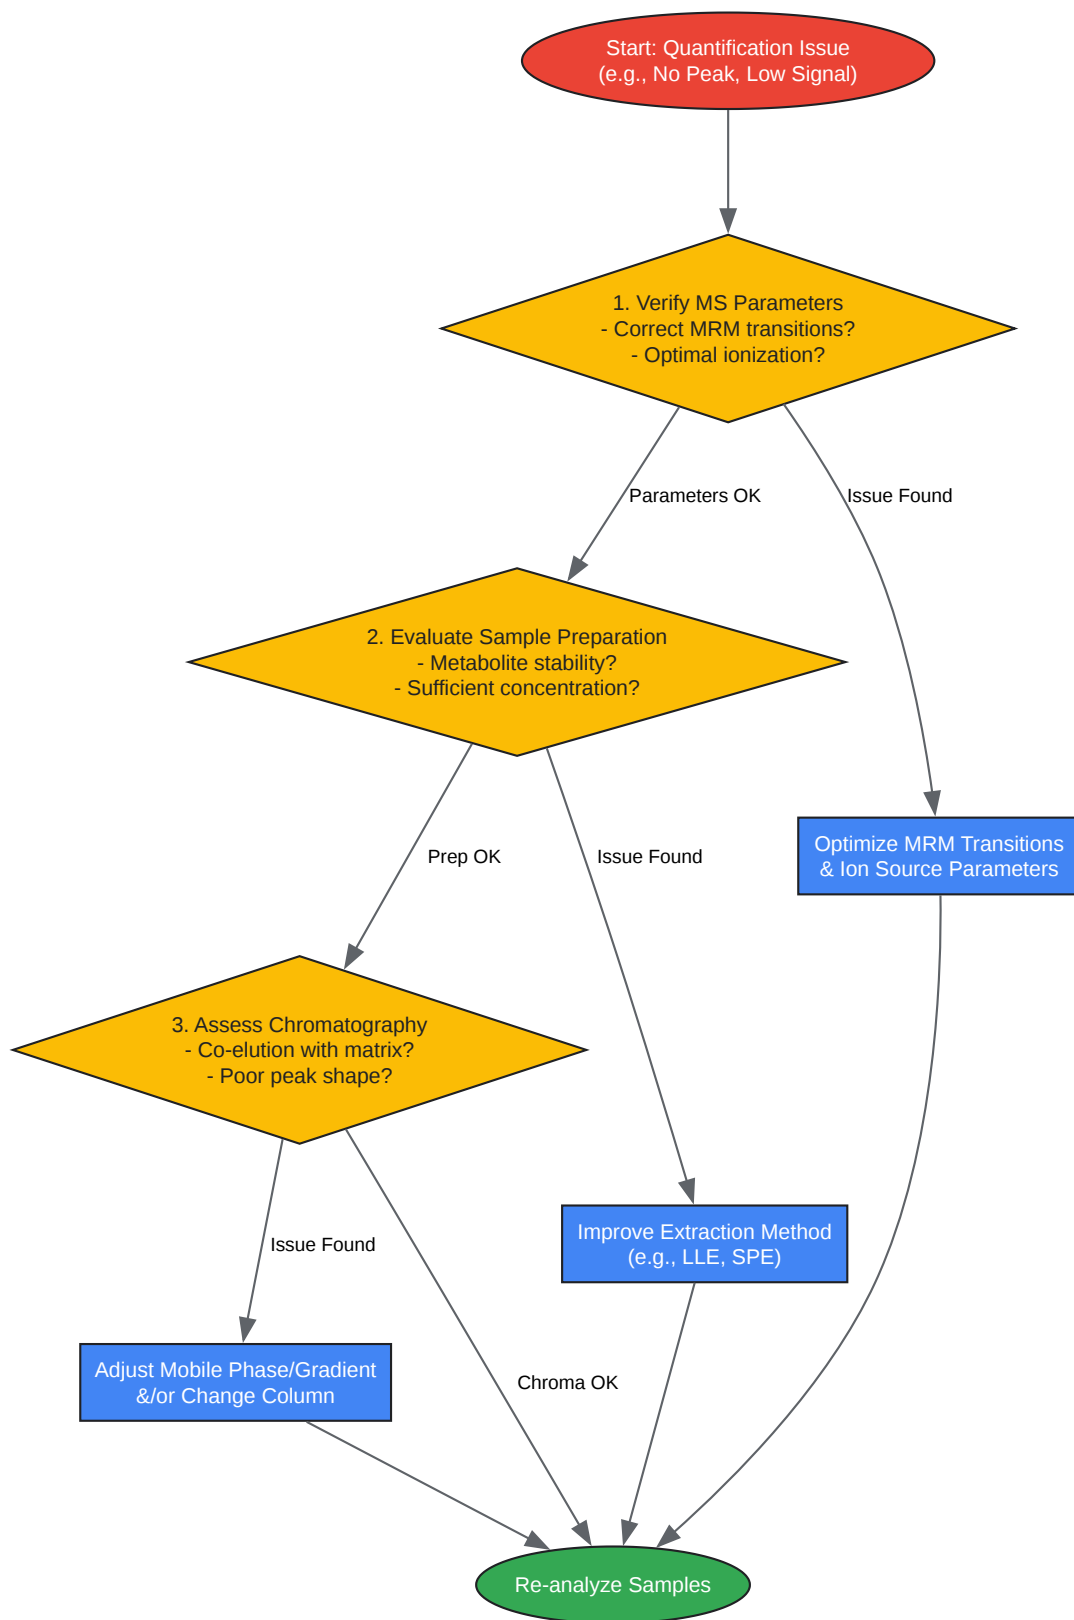 Start: Quantification Issue
(e.g., No Peak, Low Signal)
1. Verify MS Parameters
- Correct MRM transitions?
- Optimal ionization?
Parameters OK
Issue Found
2. Evaluate Sample Preparation
- Metabolite stability?
- Sufficient concentration?
Prep OK
Issue Found
Optimize MRM Transitions
& Ion Source Parameters
3. Assess Chromatography
- Co-elution with matrix?
- Poor peak shape?
Issue Found
Improve Extraction Method
(e.g., LLE, SPE)
Adjust Mobile Phase/Gradient
&/or Change Column
Chroma OK
Re-analyze Samples